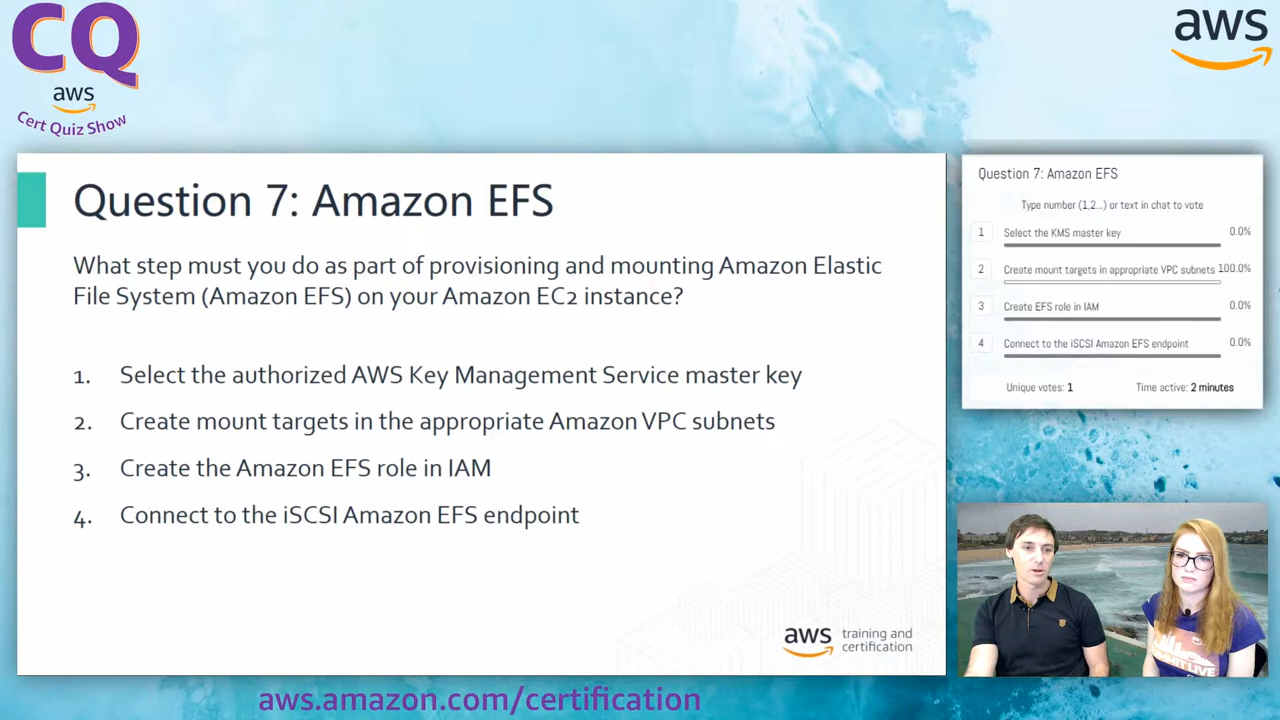 CQ
aws
Cert Quiz Show
aws
Question 7: Amazon EFS
What step must you do as part of provisioning and mounting Amazon Elastic
File System (Amazon EFS) on your Amazon EC2 instance?
1. Select the authorized AWS Key Management Service master key
2. Create mount targets in the appropriate Amazon VPC subnets
3. Create the Amazon EFS role in IAM
4. Connect to the iSCSI Amazon EFS endpoint
aws training and
certification
Question 7: Amazon EFS
Type number (1,2...) or text in chat to vote
1 Select the KMS master key 0.0%
2 Create mount targets in appropriate VPC subnets 100.0%
3 Create EFS role in IAM 0.0%
4 Connect to the iSCSI Amazon EFS endpoint 0.0%
Unique votes: 1 Time active: 2 minutes
aws.amazon.com/certification